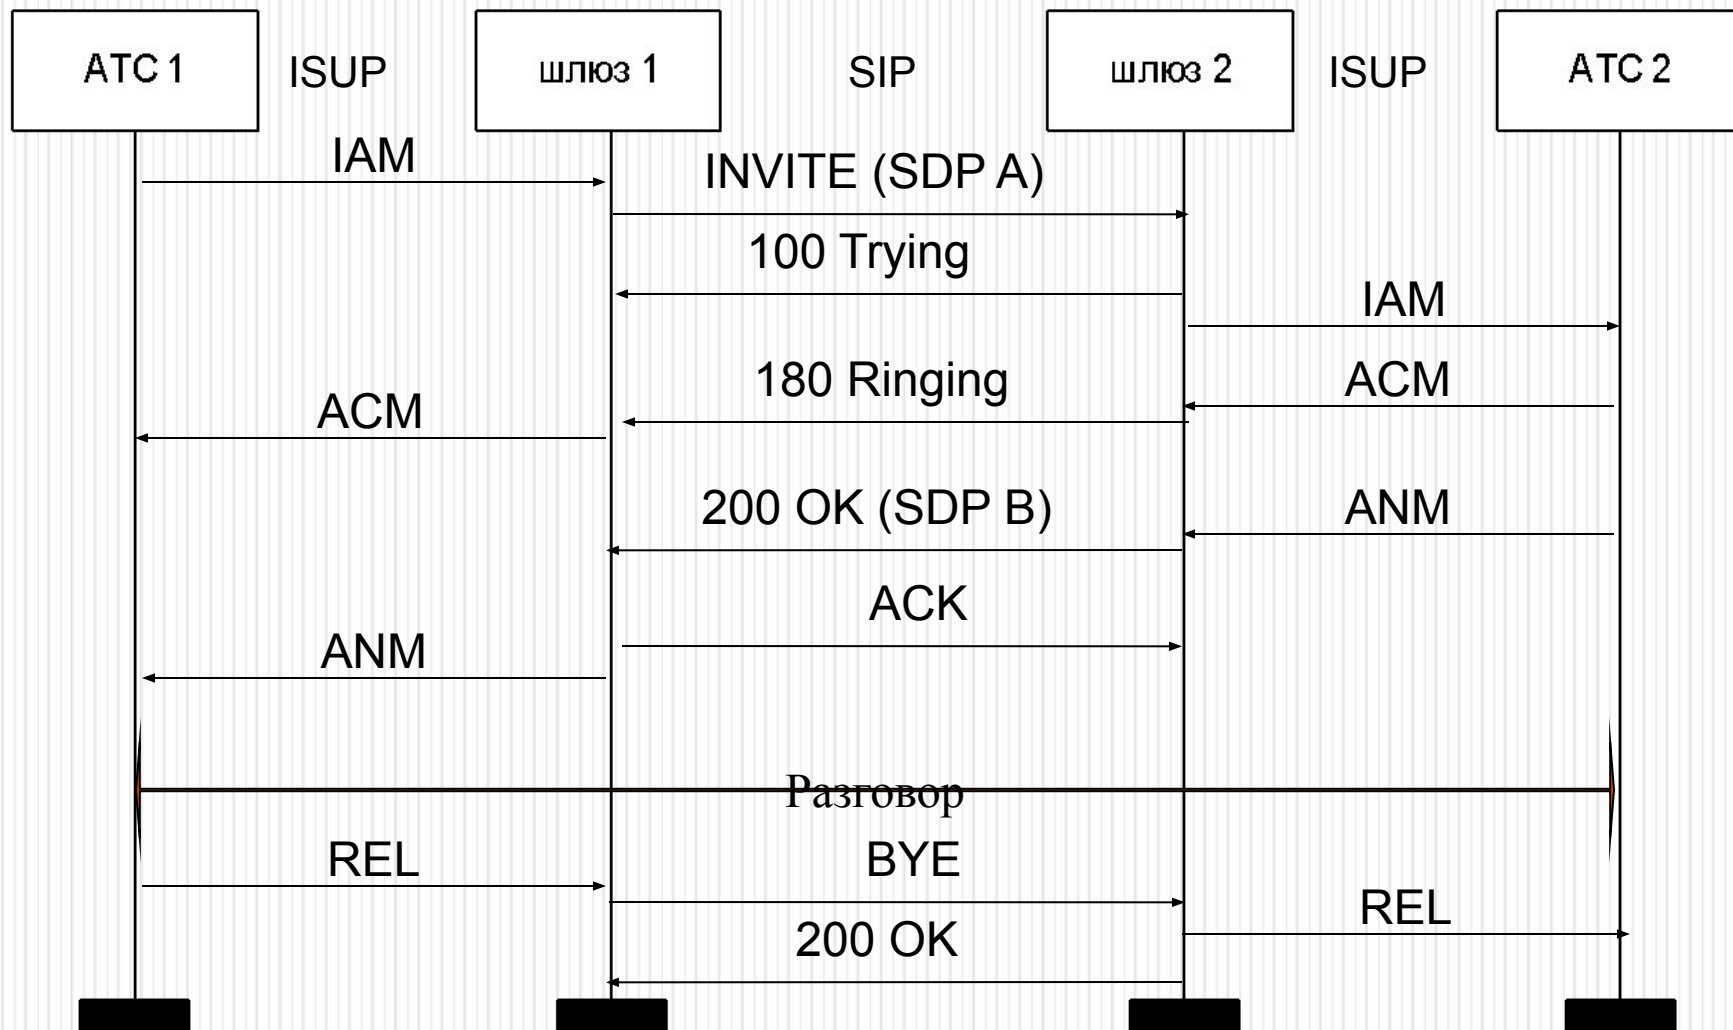 АТС 1
ISUP
шлюз 1
SIP
шлюз 2
ISUP
АТС 2
IAM
INVITE (SDP A)
100 Trying
IAM
180 Ringing
ACM
ACM
200 OK (SDP B)
ANM
ACK
ANM
Разговор
REL
BYE
REL
200 OK